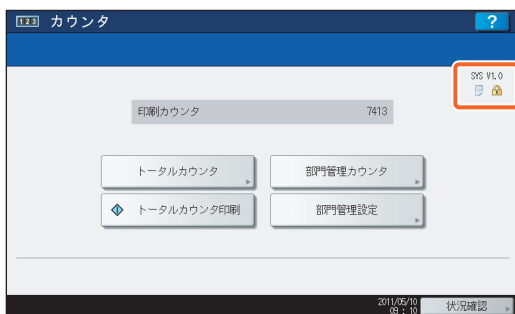 123 カウンタ ?
SYS V1.0
印刷カウンタ 7413
トータルカウンタ 部門管理カウンタ
トータルカウンタ印刷 部門管理設定
2011/05/10
09 : 10 状況確認